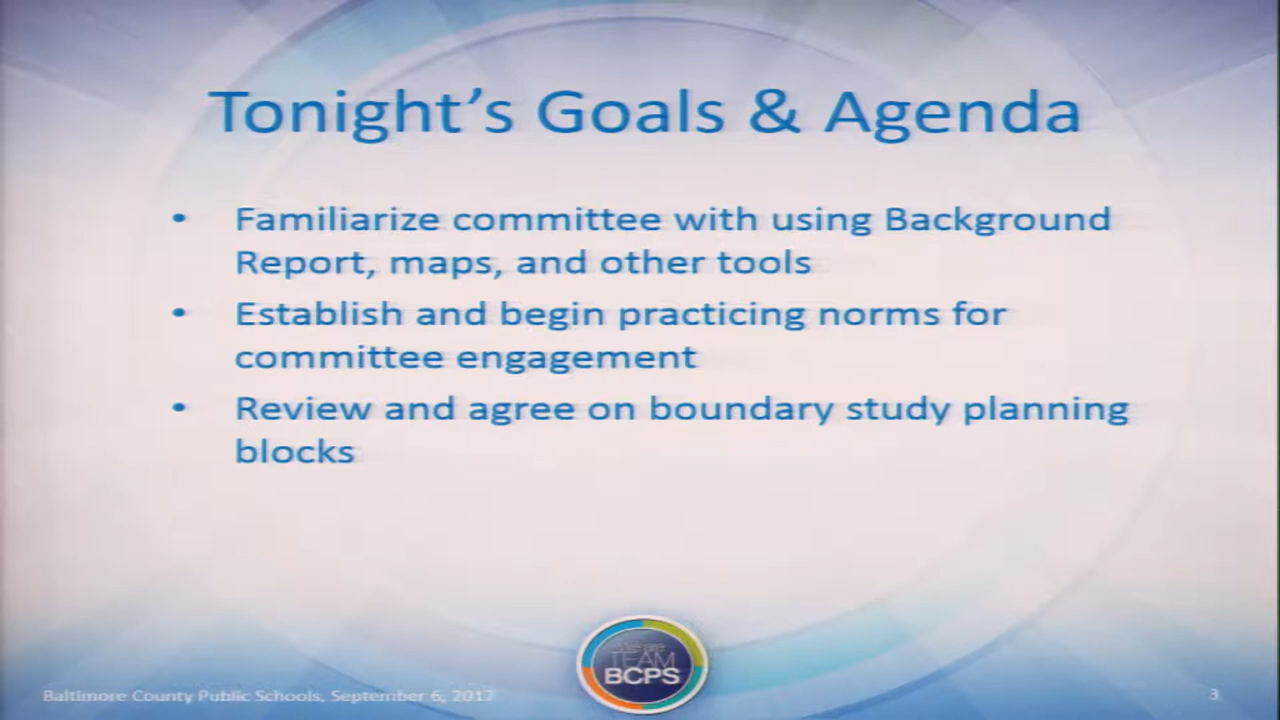 Tonight's Goals & Agenda
• Familiarize committee with using Background
Report, maps, and other tools
• Establish and begin practicing norms for
committee engagement
• Review and agree on boundary study planning
blocks
We are
TEAM
BCPS
Baltimore County Public Schools, September 6, 2017
3